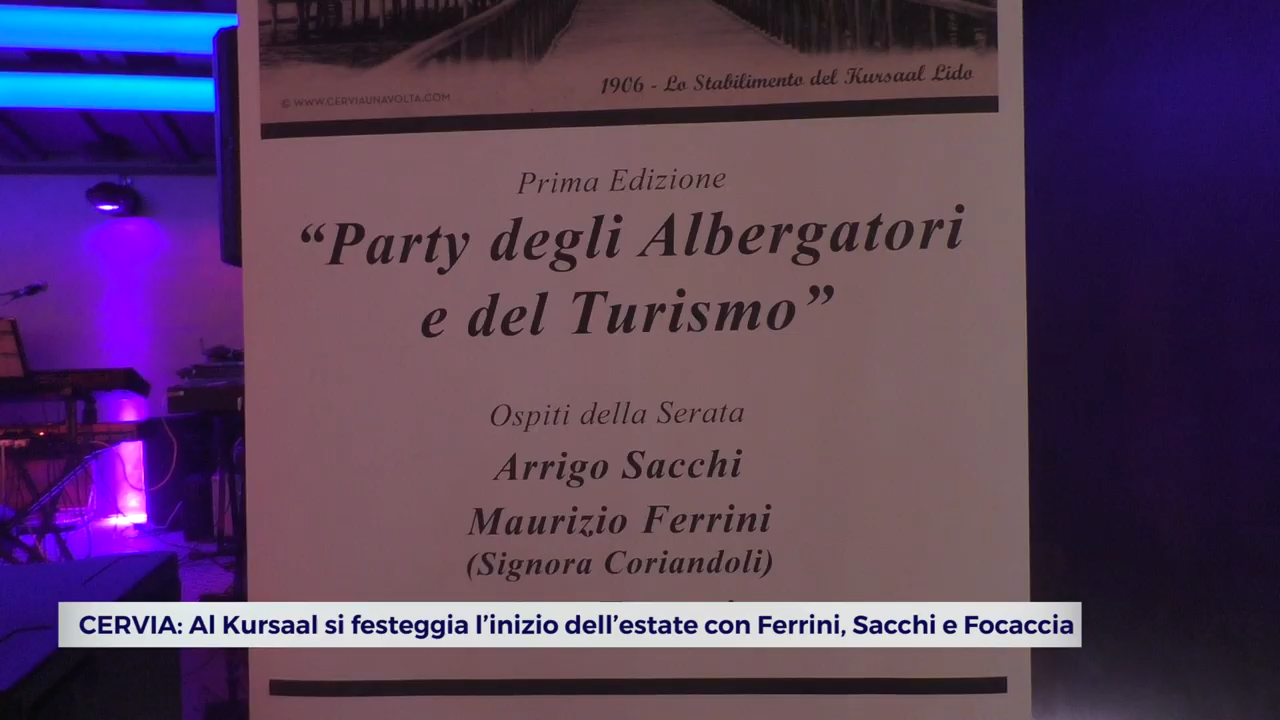 1906 - Lo Stabilimento del Kursaal Lido
© WWW.CERVIAUNAVOLTA.COM
Prima Edizione
“Party degli Albergatori
e del Turismo”
Ospiti della Serata
Arrigo Sacchi
Maurizio Ferrini
(Signora Coriandoli)
CERVIA: Al Kursaal si festeggia l’inizio dell’estate con Ferrini, Sacchi e Focaccia